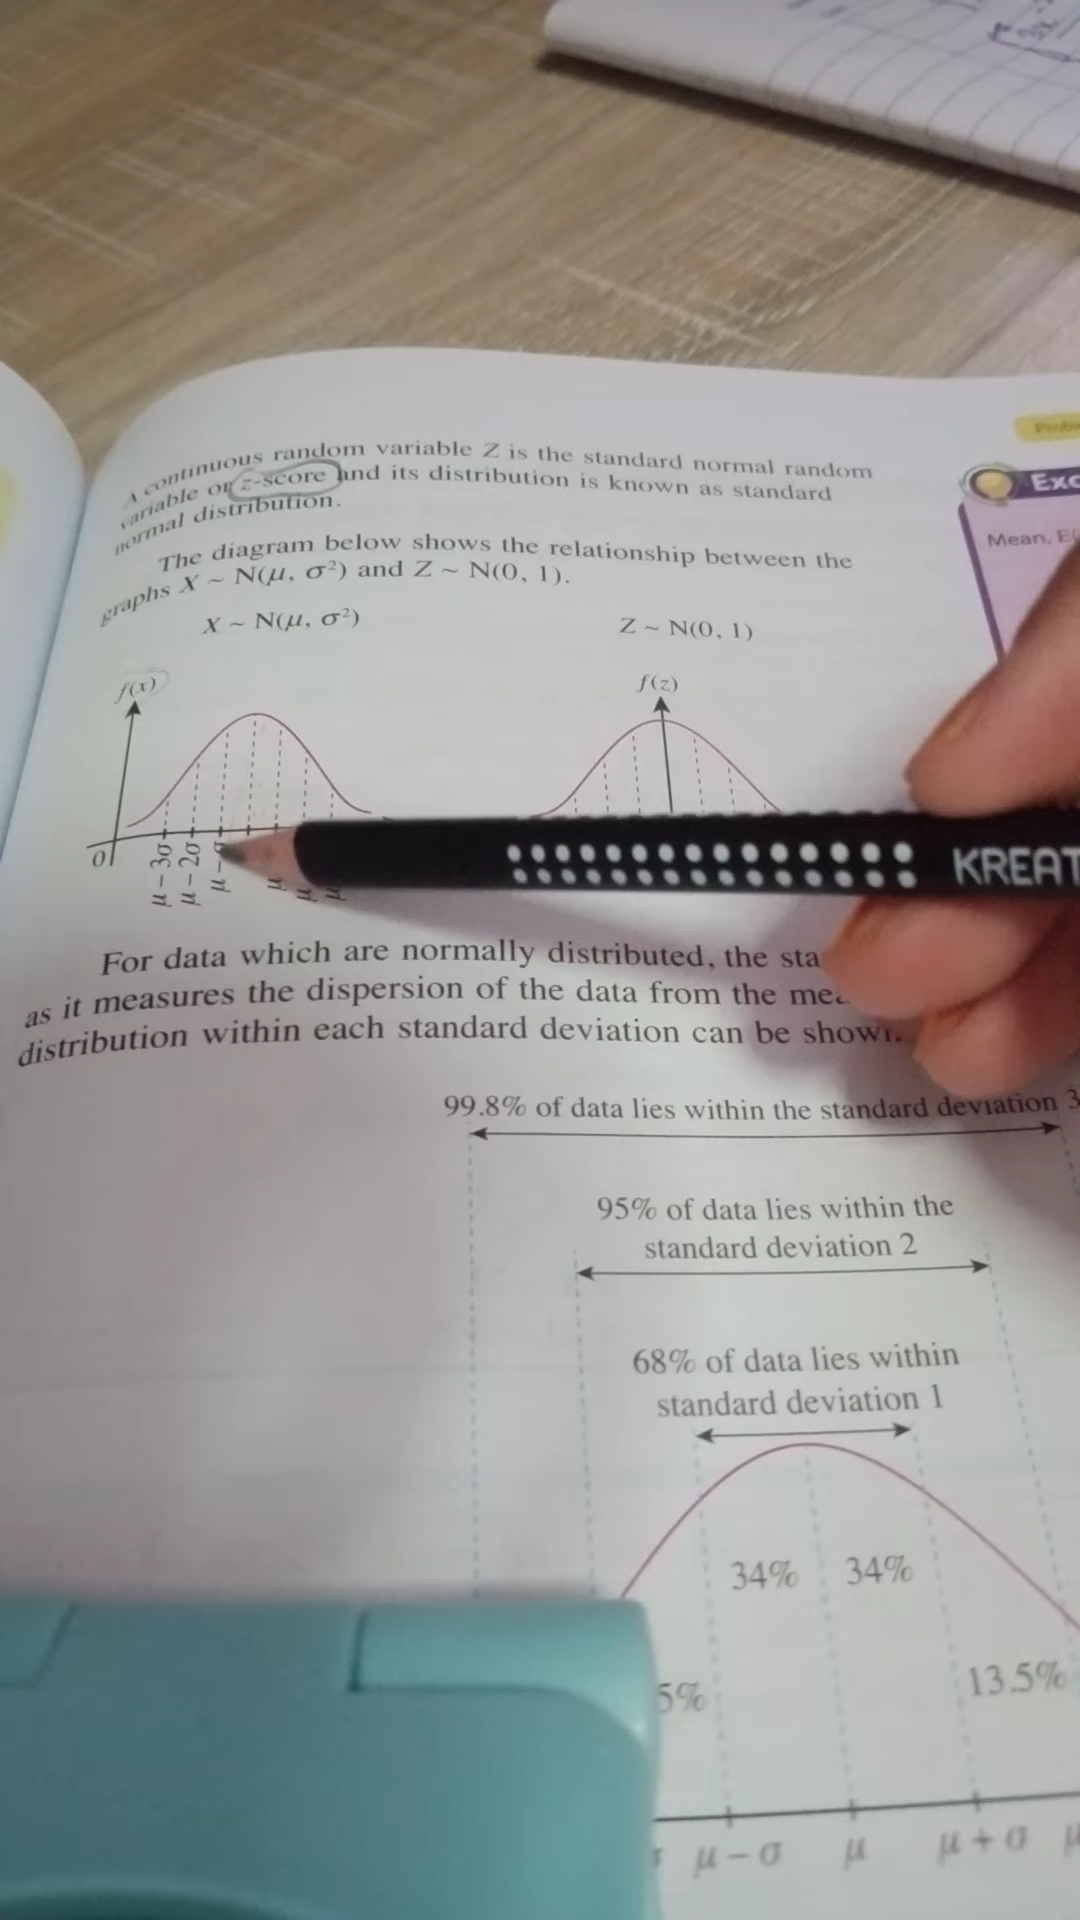 Proba
A continuous random variable Z is the standard normal random
variable or z-score and its distribution is known as standard
normal distribution.
Exc
Mean, E(
The diagram below shows the relationship between the
graphs X ~ N(μ, σ²) and Z ~ N(0, 1).
X ~ N(μ, σ²)
Z ~ N(0, 1)
f(x)
f(z)
0
μ – 3σ
μ – 2σ
μ – σ
μ
μ
μ
KREAT
For data which are normally distributed, the sta
as it measures the dispersion of the data from the mea
distribution within each standard deviation can be shown
99.8% of data lies within the standard deviation 3
95% of data lies within the
standard deviation 2
68% of data lies within
standard deviation 1
34%
34%
5%
13.5%
μ – σ
μ
μ + σ
μ